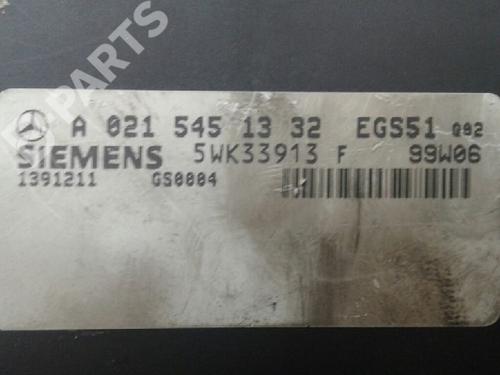 B-PARTS
A 021 545 13 32 EGS51 Q02
SIEMENS 5WK33913 F 99W06
1391211 GS0004